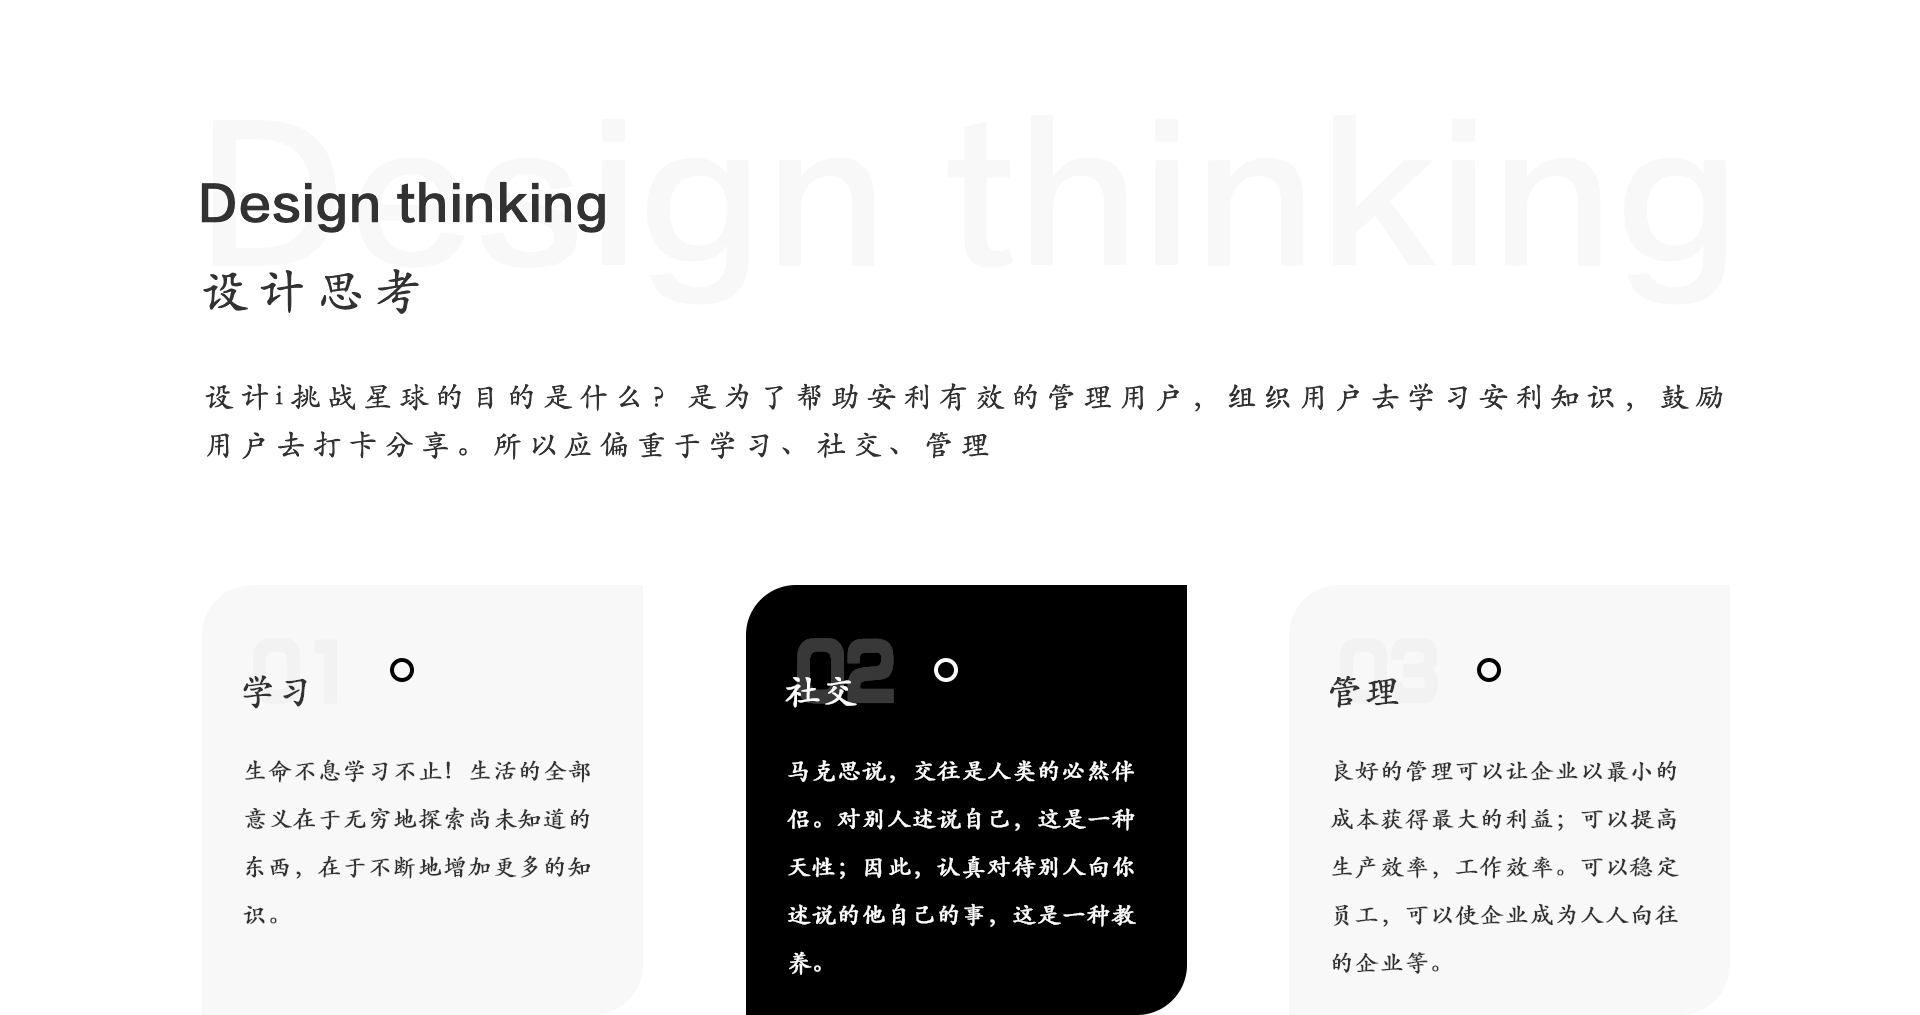 Design thinking
Design thinking
设计思考
设计i挑战星球的目的是什么？是为了帮助安利有效的管理用户，组织用户去学习安利知识，鼓励
用户去打卡分享。所以应偏重于学习、社交、管理
01
学习
生命不息学习不止！生活的全部
意义在于无穷地探索尚未知道的
东西，在于不断地增加更多的知
识。
02
社交
马克思说，交往是人类的必然伴
侣。对别人述说自己，这是一种
天性；因此，认真对待别人向你
述说的他自己的事，这是一种教
养。
03
管理
良好的管理可以让企业以最小的
成本获得最大的利益；可以提高
生产效率，工作效率。可以稳定
员工，可以使企业成为人人向往
的企业等。